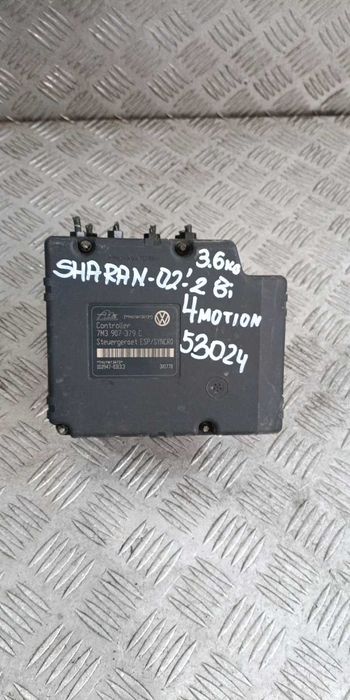 3.6кв
SHARAN-02' 2.8i
4MOTION
53024
Controller
7M3 907 379 C
Steuergeraet ESP/SYNCRO